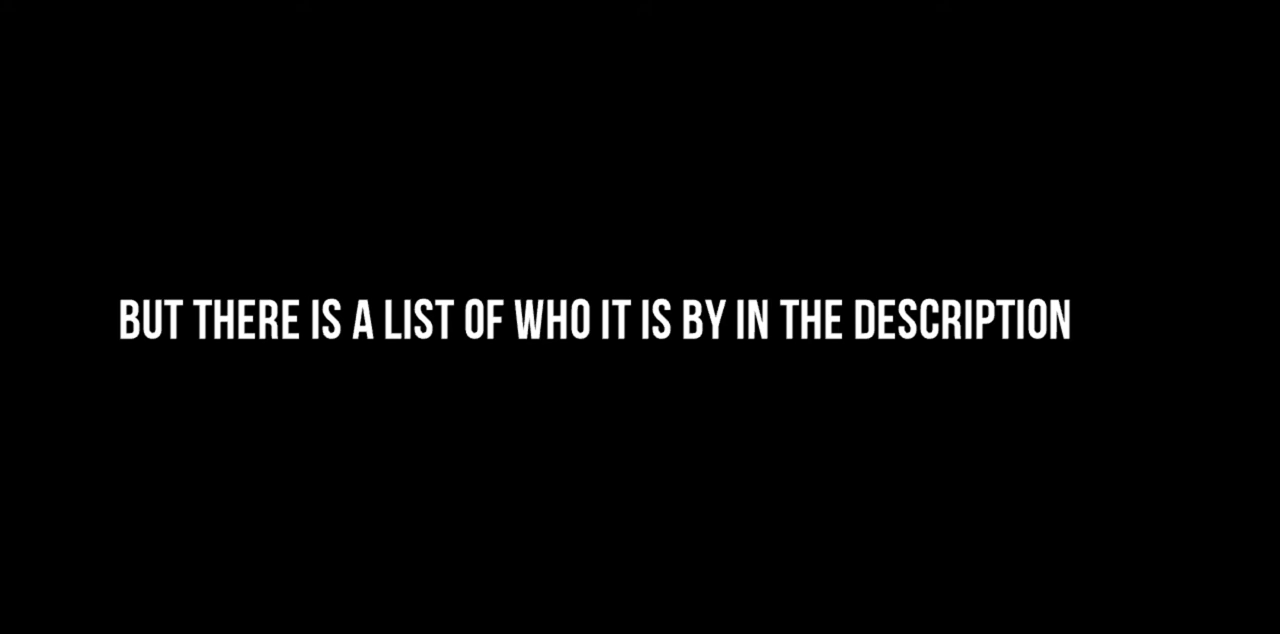 BUT THERE IS A LIST OF WHO IT IS BY IN THE DESCRIPTION